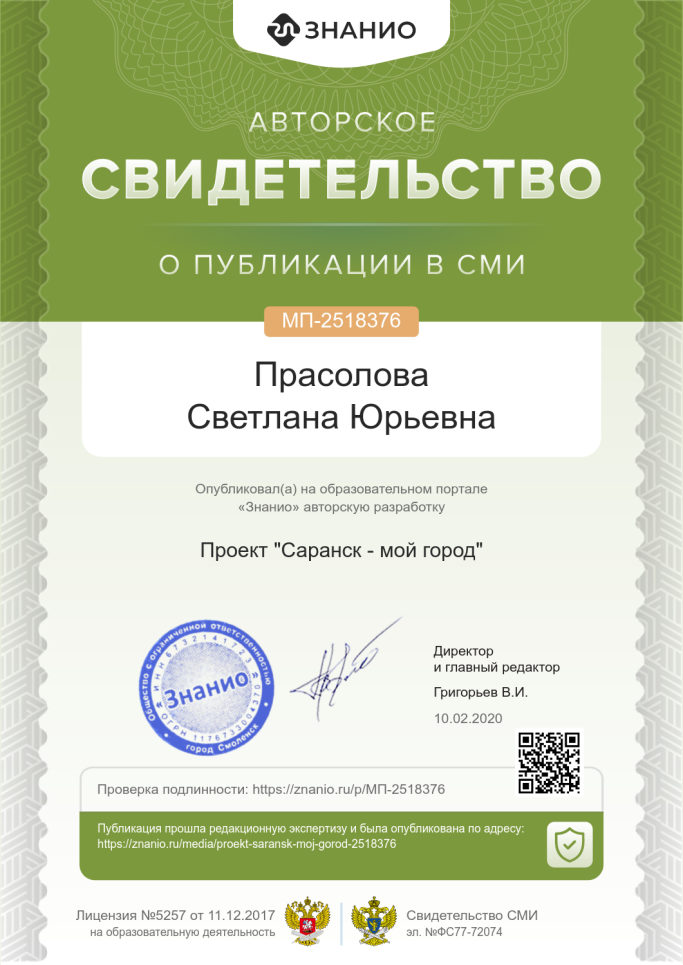 ЗНАНИО
АВТОРСКОЕ
СВИДЕТЕЛЬСТВО
О ПУБЛИКАЦИИ В СМИ
МП-2518376
Прасолова
Светлана Юрьевна
Опубликовал(а) на образовательном портале
«Знанио» авторскую разработку
Проект "Саранск - мой город"
Общество с ограниченной ответственностью
ИНН 6732141723
«Знанио»
ОГРН 1176733004370
город Смоленск
Директор
и главный редактор
Григорьев В.И.
10.02.2020
Проверка подлинности: https://znanio.ru/p/МП-2518376
Публикация прошла редакционную экспертизу и была опубликована по адресу:
https://znanio.ru/media/proekt-saransk-moj-gorod-2518376
Лицензия №5257 от 11.12.2017
на образовательную деятельность
Свидетельство СМИ
эл. №ФС77-72074